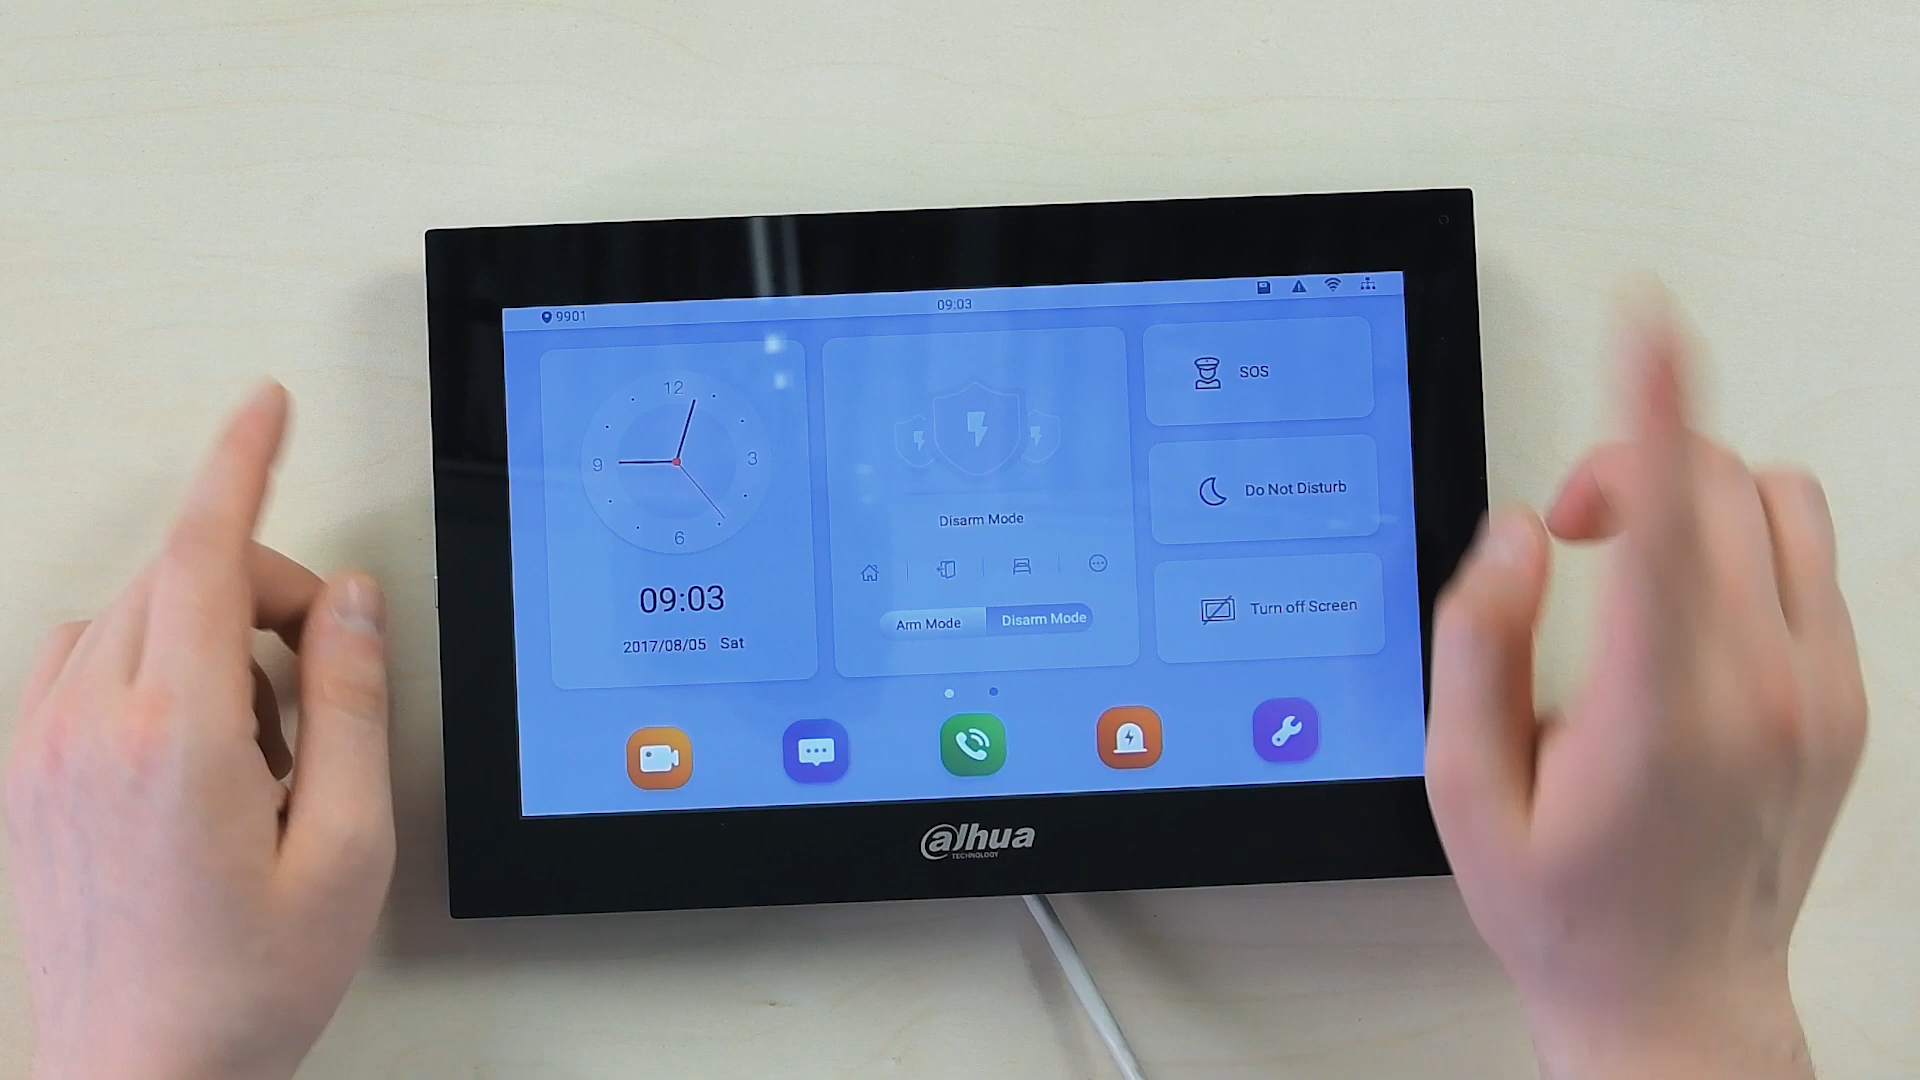 9901
09:03
12
9
3
6
09:03
2017/08/05 Sat
Disarm Mode
Arm Mode
Disarm Mode
SOS
Do Not Disturb
Turn off Screen
alhua
TECHNOLOGY